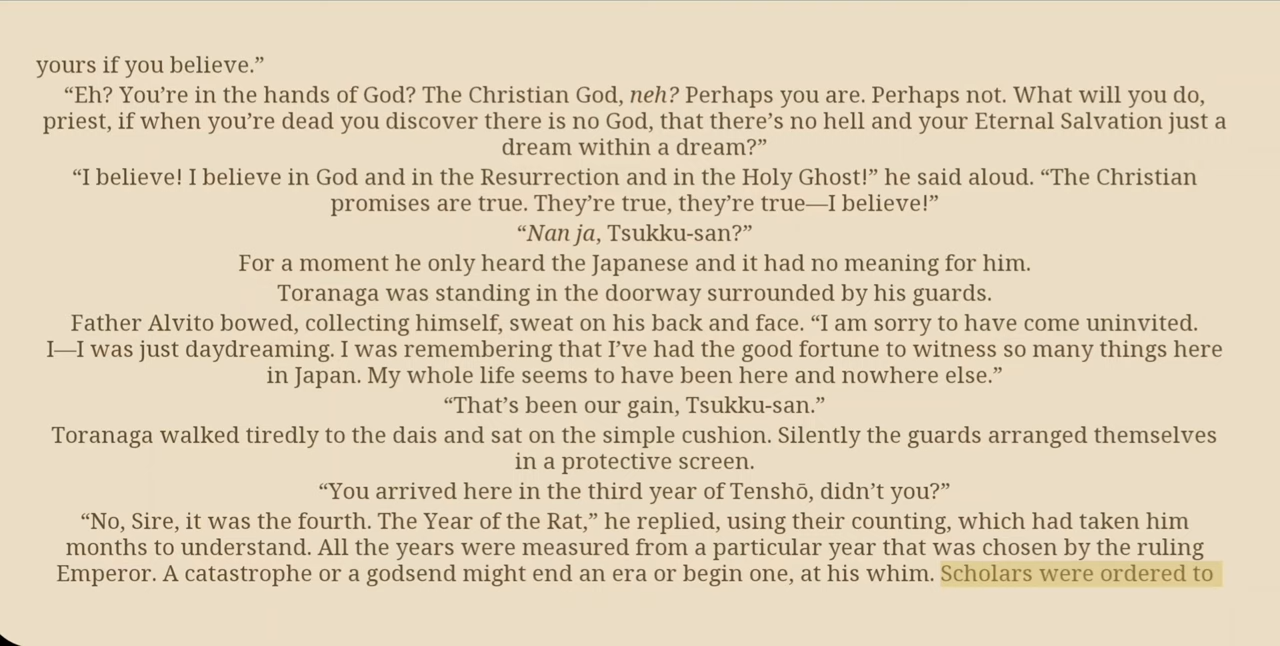 yours if you believe.”
“Eh? You’re in the hands of God? The Christian God, neh? Perhaps you are. Perhaps not. What will you do,
priest, if when you’re dead you discover there is no God, that there’s no hell and your Eternal Salvation just a
dream within a dream?”
“I believe! I believe in God and in the Resurrection and in the Holy Ghost!” he said aloud. “The Christian
promises are true. They’re true, they’re true—I believe!”
“Nan ja, Tsukku-san?”
For a moment he only heard the Japanese and it had no meaning for him.
Toranaga was standing in the doorway surrounded by his guards.
Father Alvito bowed, collecting himself, sweat on his back and face. “I am sorry to have come uninvited.
I—I was just daydreaming. I was remembering that I’ve had the good fortune to witness so many things here
in Japan. My whole life seems to have been here and nowhere else.”
“That’s been our gain, Tsukku-san.”
Toranaga walked tiredly to the dais and sat on the simple cushion. Silently the guards arranged themselves
in a protective screen.
“You arrived here in the third year of Tenshō, didn’t you?”
“No, Sire, it was the fourth. The Year of the Rat,” he replied, using their counting, which had taken him
months to understand. All the years were measured from a particular year that was chosen by the ruling
Emperor. A catastrophe or a godsend might end an era or begin one, at his whim. Scholars were ordered to